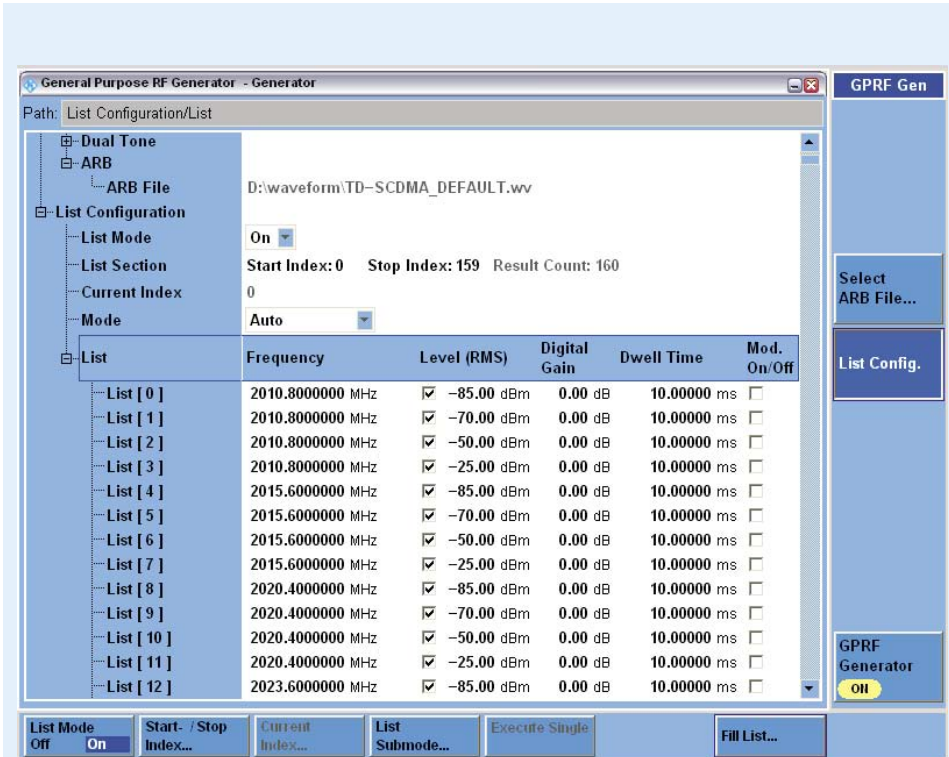 General Purpose RF Generator - Generator
GPRF Gen
Path: List Configuration/List
Dual Tone
ARB
ARB File D:\waveform\TD-SCDMA_DEFAULT.wv
List Configuration
List Mode On
List Section Start Index: 0 Stop Index: 159 Result Count: 160
Current Index 0
Mode Auto
List Frequency Level (RMS) Digital Gain Dwell Time Mod. On/Off
List [ 0 ] 2010.8000000 MHz -85.00 dBm 0.00 dB 10.00000 ms
List [ 1 ] 2010.8000000 MHz -70.00 dBm 0.00 dB 10.00000 ms
List [ 2 ] 2010.8000000 MHz -50.00 dBm 0.00 dB 10.00000 ms
List [ 3 ] 2010.8000000 MHz -25.00 dBm 0.00 dB 10.00000 ms
List [ 4 ] 2015.6000000 MHz -85.00 dBm 0.00 dB 10.00000 ms
List [ 5 ] 2015.6000000 MHz -70.00 dBm 0.00 dB 10.00000 ms
List [ 6 ] 2015.6000000 MHz -50.00 dBm 0.00 dB 10.00000 ms
List [ 7 ] 2015.6000000 MHz -25.00 dBm 0.00 dB 10.00000 ms
List [ 8 ] 2020.4000000 MHz -85.00 dBm 0.00 dB 10.00000 ms
List [ 9 ] 2020.4000000 MHz -70.00 dBm 0.00 dB 10.00000 ms
List [ 10 ] 2020.4000000 MHz -50.00 dBm 0.00 dB 10.00000 ms
List [ 11 ] 2020.4000000 MHz -25.00 dBm 0.00 dB 10.00000 ms
List [ 12 ] 2023.6000000 MHz -85.00 dBm 0.00 dB 10.00000 ms
Select
ARB File...
List Config.
GPRF
Generator
ON
List Mode
Off On
Start- / Stop
Index...
Current
Index...
List
Submode...
Execute Single
Fill List...